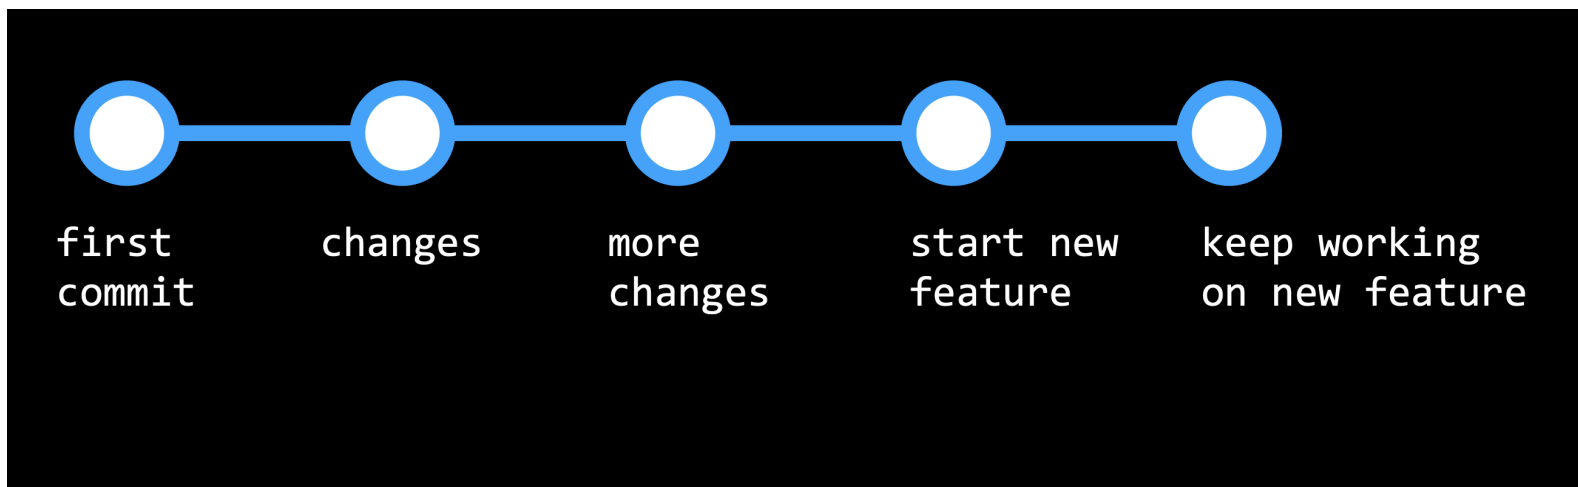 first
commit
changes
more
changes
start new
feature
keep working
on new feature